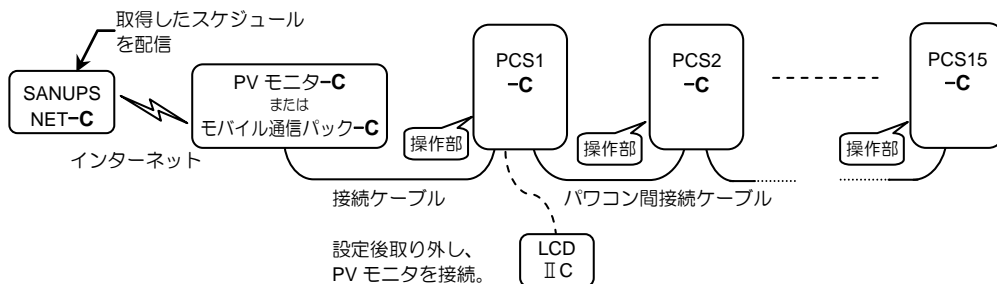 取得したスケジュール
を配信
SANUPS
NET−C
インターネット
PV モニタ−C
または
モバイル通信パック−C
接続ケーブル
操作部
PCS1
−C
操作部
PCS2
−C
パワコン間接続ケーブル
操作部
PCS15
−C
設定後取り外し、
PV モニタを接続。
LCD
ⅡC